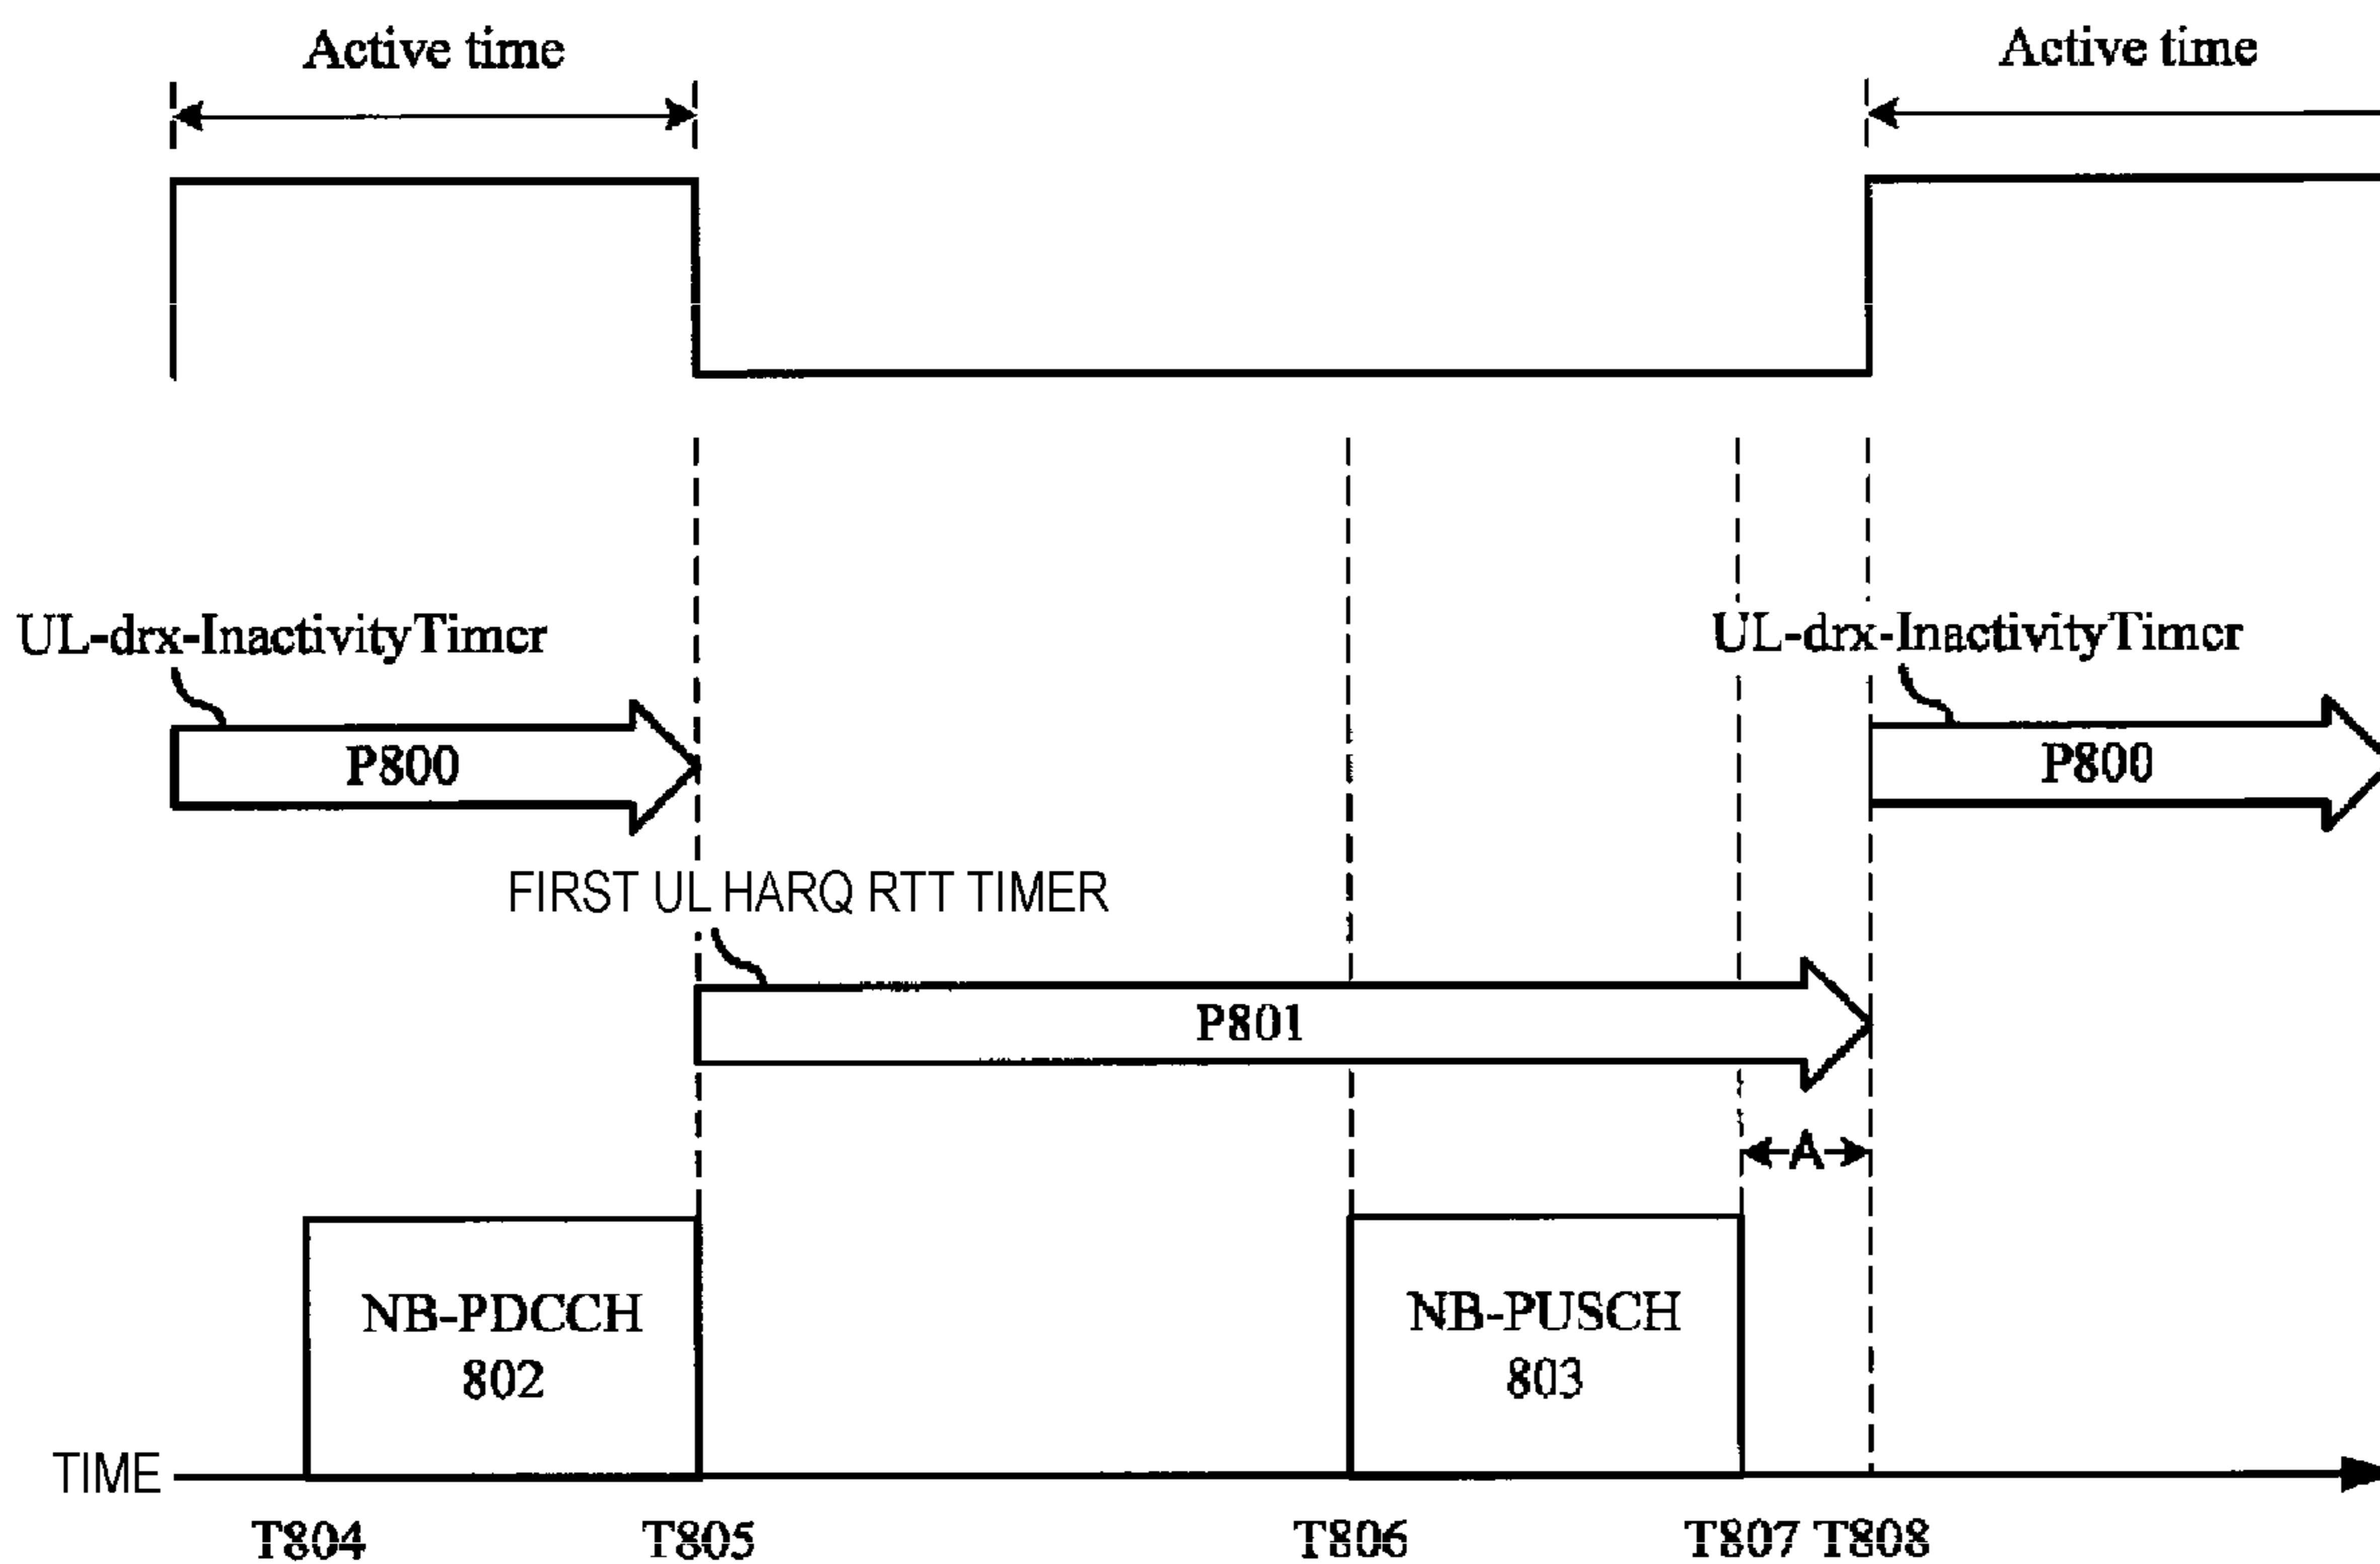 Active time
Active time
UL-drx-InactivityTimer
UL-drx-InactivityTimer
P800
P800
FIRST UL HARQ RTT TIMER
P801
A
NB-PDCCH
802
NB-PUSCH
803
TIME
T804
T805
T806
T807
T808